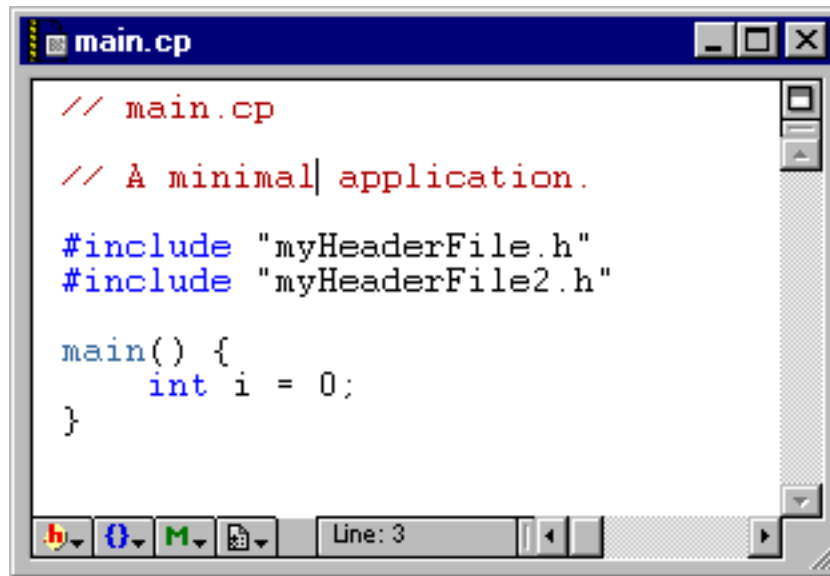 main.cp
// main.cp
// A minimal application.
#include "myHeaderFile.h"
#include "myHeaderFile2.h"
main() {
int i = 0;
}
h {} M Line: 3